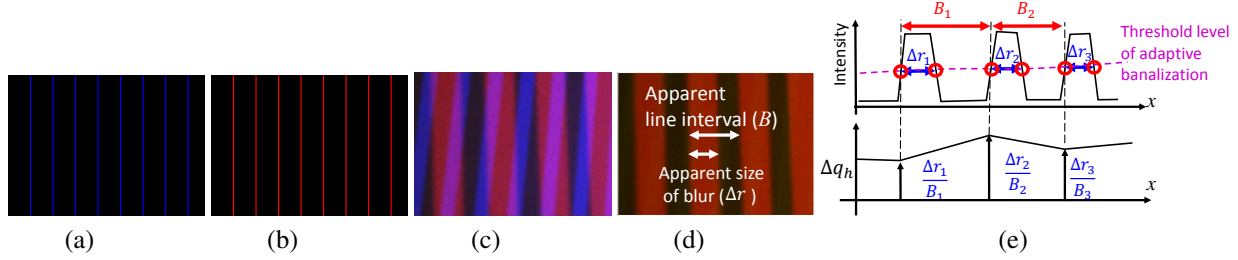 Apparent
line interval (B)
Apparent size
of blur (Δr)
B₁
B₂
Intensity
Δr₁
Δr₂
Δr₃
Threshold level
of adaptive
banalization
x
Δqₕ
Δr₁
B₁
Δr₂
B₂
Δr₃
B₃
x
(a)
(b)
(c)
(d)
(e)